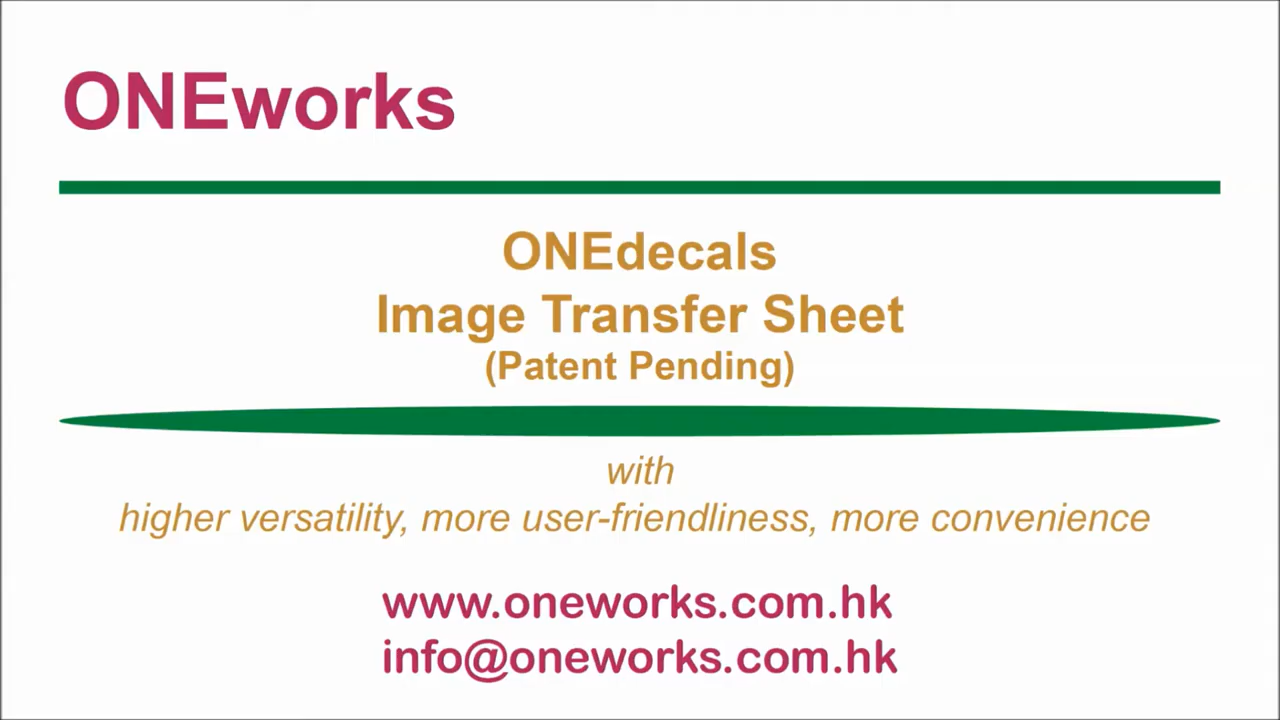 ONEworks
ONEdecals
Image Transfer Sheet
(Patent Pending)
with
higher versatility, more user-friendliness, more convenience
www.oneworks.com.hk
info@oneworks.com.hk